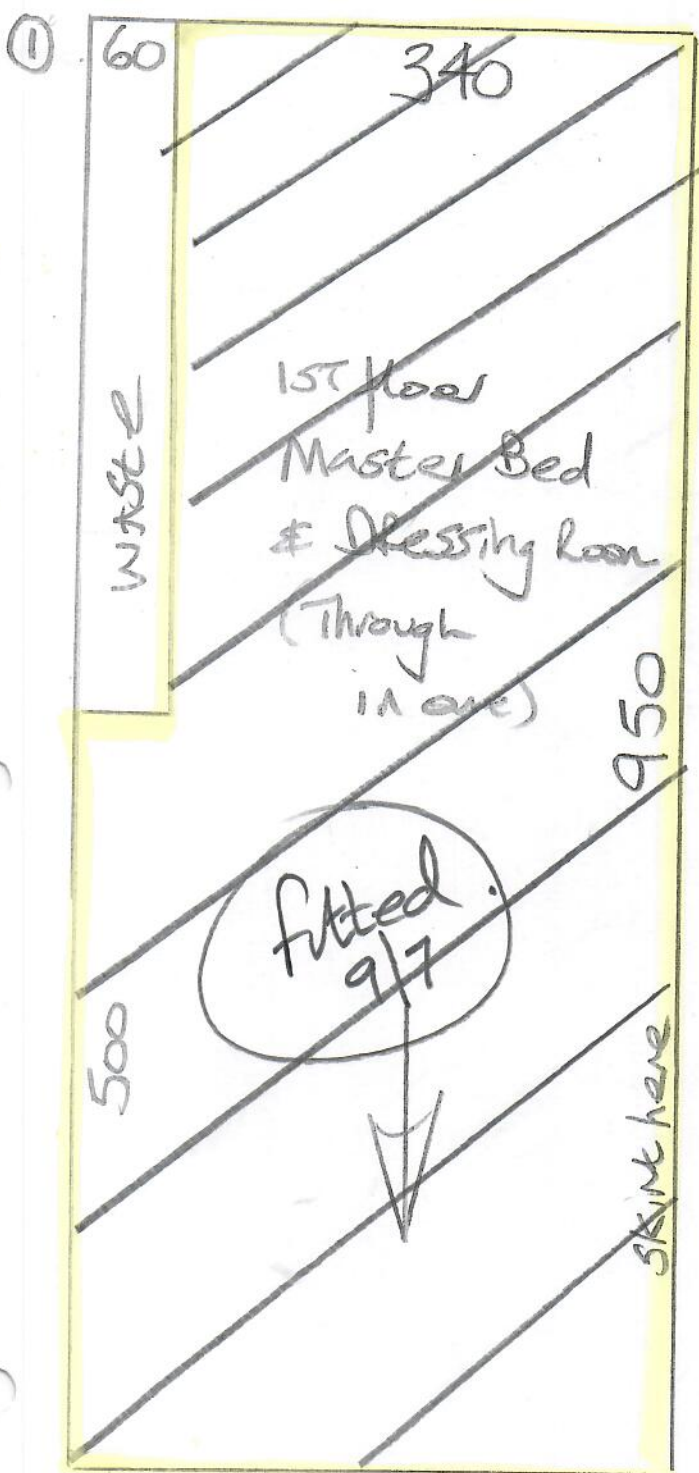 ① 60
340
1ST floor
Master Bed
& Dressing Room
(Through
in one)
waste
950
fitted
9/7
500
here